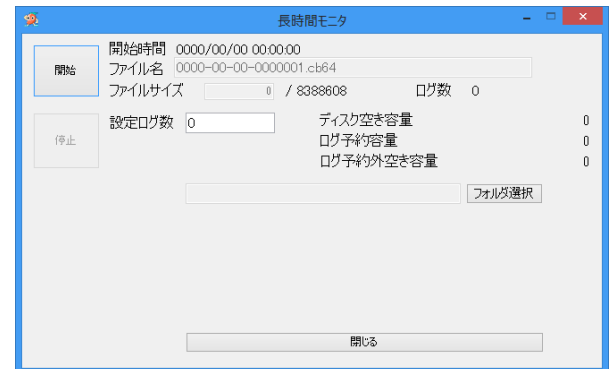 長時間モニタ
開始
開始時間 0000/00/00 00:00:00
ファイル名 0000-00-00-0000001.cb64
ファイルサイズ 0 / 8388608 ログ数 0
停止
設定ログ数 0
ディスク空き容量 0
ログ予約容量 0
ログ予約外空き容量 0
フォルダ選択
閉じる